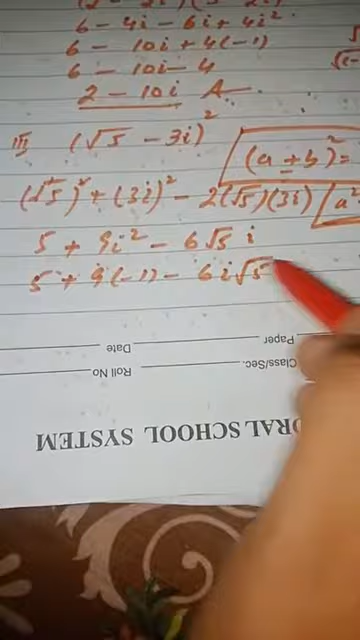 6 - 4i - 6i + 4i²
6 - 10i + 4(-1)
6 - 10i - 4
2 - 10i A
iii (√5 - 3i)²
(a ± b)² =
(√5)² + (3i)² - 2(√5)(3i)
a²
5 + 9i² - 6√5 i
5 + 9(-1) - 6i√5
Paper
Date
Class/Sec.
Roll No
ORAL SCHOOL SYSTEM